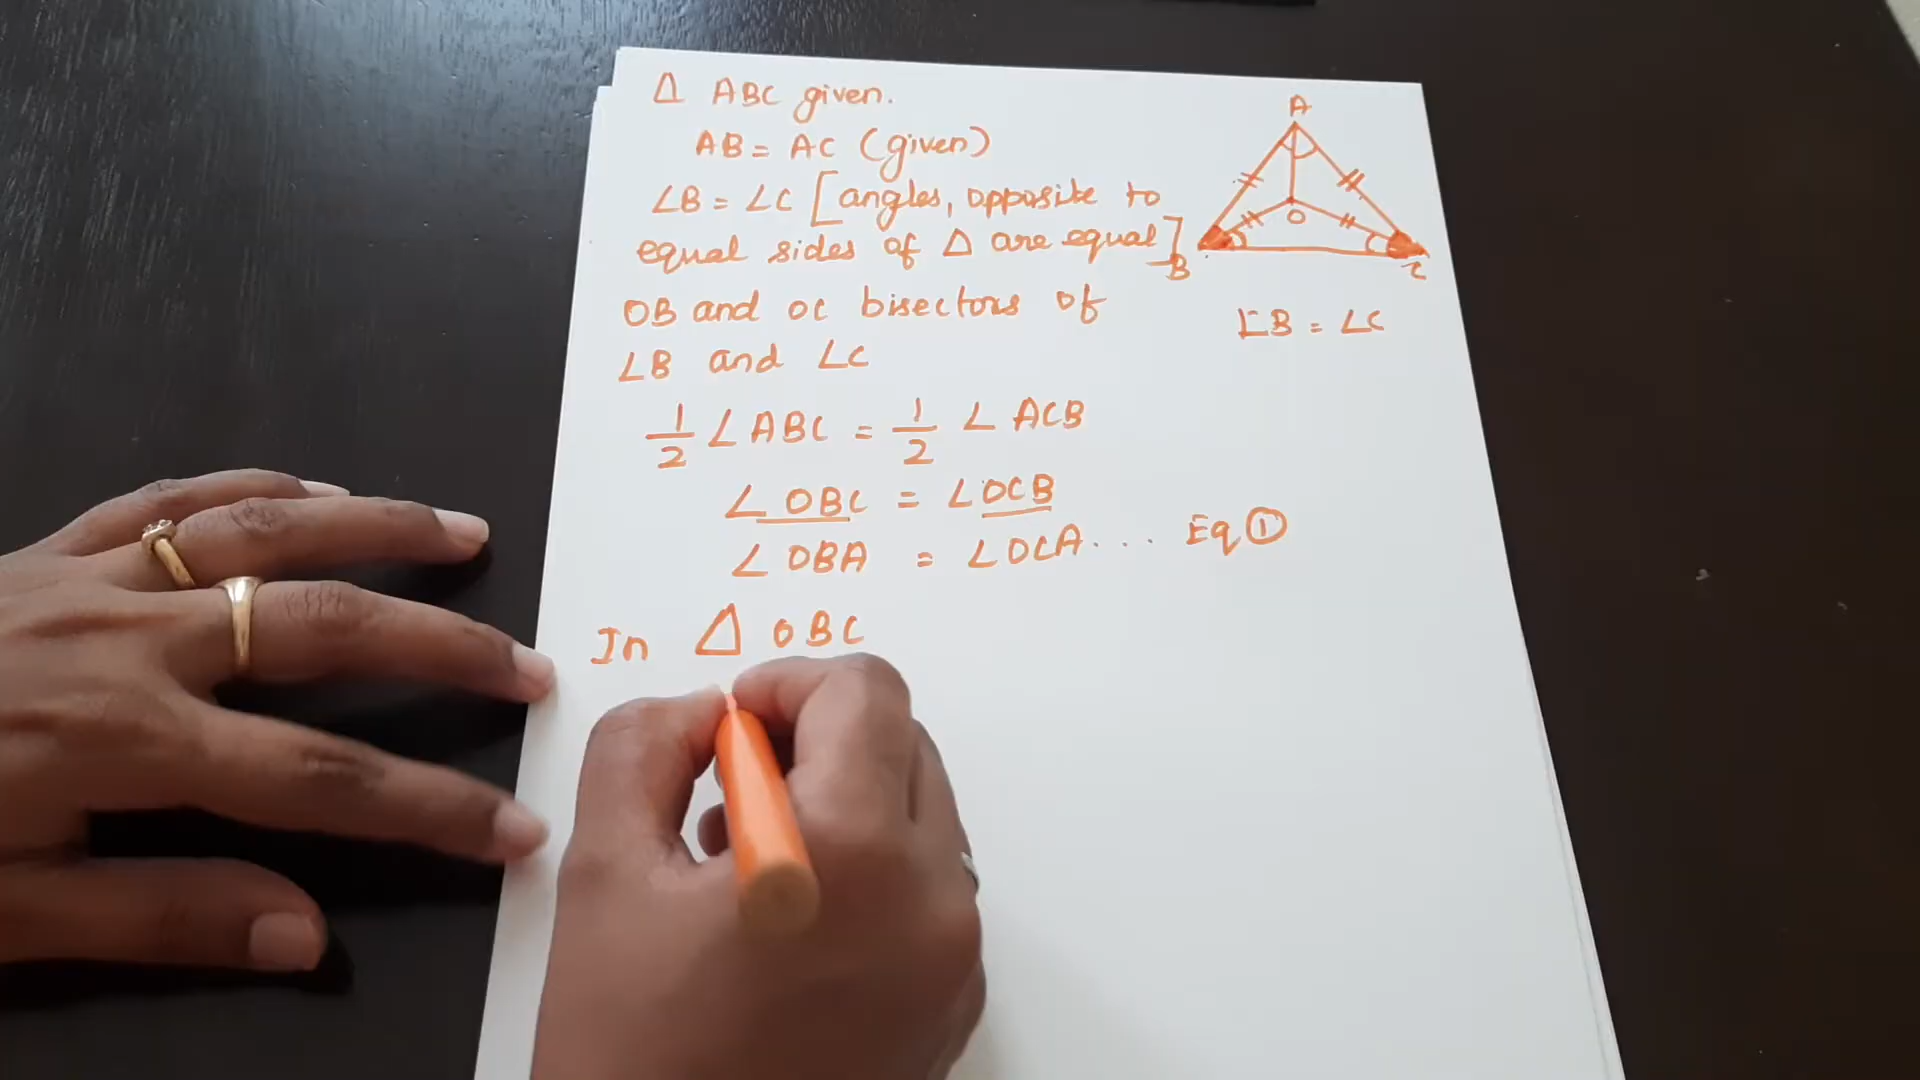 Δ ABC given.
AB = AC (given)
∠B = ∠C [angles, opposite to
equal sides of Δ are equal]
OB and OC bisectors of
∠B and ∠C
1/2 ∠ABC = 1/2 ∠ ACB
∠OBC = ∠OCB
∠OBA = ∠OCA.... Eq ①
In Δ OBC
A
O
B
C
∠B = ∠C